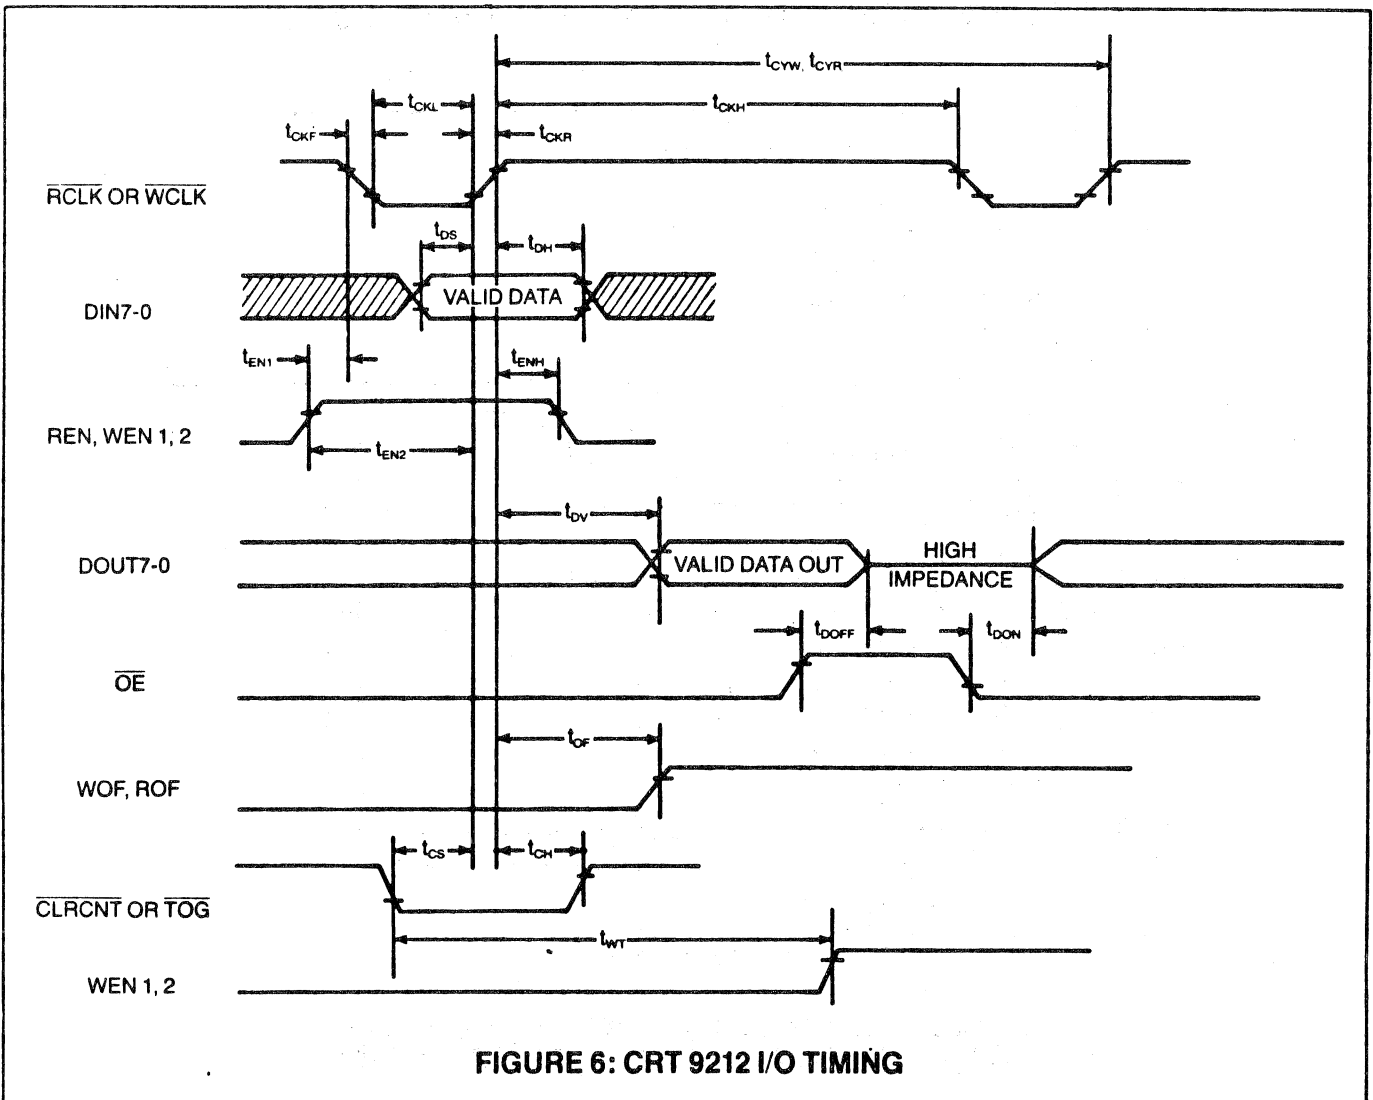 tCYW, tCYR
tCKL
tCKH
tCKF
tCKR
RCLK OR WCLK
tDS
tDH
VALID DATA
DIN7-0
tEN1
tENH
REN, WEN 1, 2
tEN2
tDV
DOUT7-0
VALID DATA OUT
HIGH
IMPEDANCE
tDOFF
tDON
OE
tOF
WOF, ROF
tCS
tCH
CLRCNT OR TOG
tWT
WEN 1, 2
FIGURE 6: CRT 9212 I/O TIMING